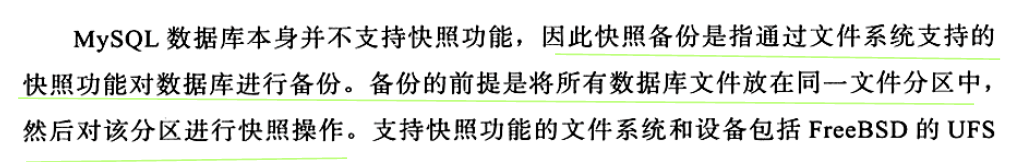 MySQL 数据库本身并不支持快照功能，因此快照备份是指通过文件系统支持的
快照功能对数据库进行备份。备份的前提是将所有数据库文件放在同一文件分区中，
然后对该分区进行快照操作。支持快照功能的文件系统和设备包括 FreeBSD 的 UFS